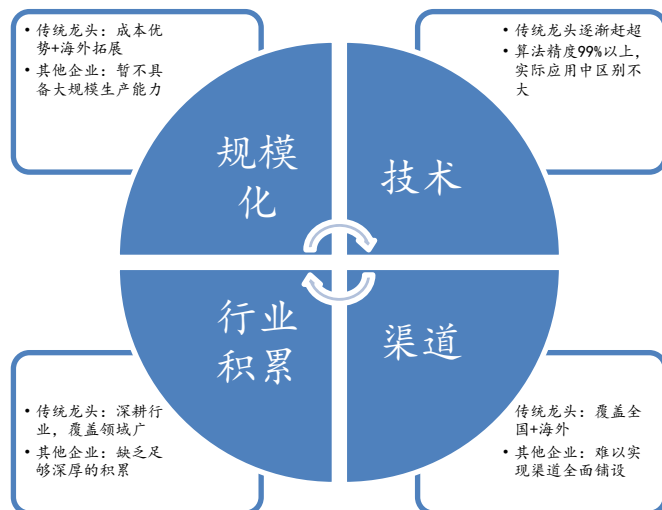 • 传统龙头：成本优
势+海外拓展
• 其他企业：暂不具
备大规模生产能力
• 传统龙头逐渐赶超
• 算法精度99%以上，
实际应用中区别不
大
规模
化
技术
行业
积累
渠道
• 传统龙头：深耕行
业，覆盖领域广
• 其他企业：缺乏足
够深厚的积累
传统龙头：覆盖全
国+海外
• 其他企业：难以实
现渠道全面铺设